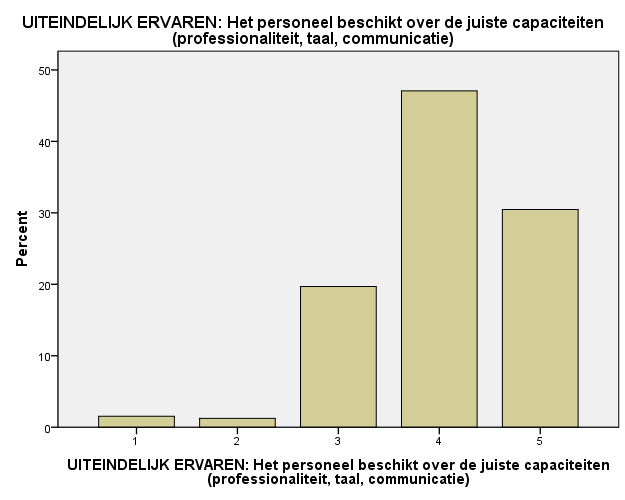 UITEINDELIJK ERVAREN: Het personeel beschikt over de juiste capaciteiten
(professionaliteit, taal, communicatie)
50
40
30
20
10
0
Percent
1 2 3 4 5
UITEINDELIJK ERVAREN: Het personeel beschikt over de juiste capaciteiten
(professionaliteit, taal, communicatie)